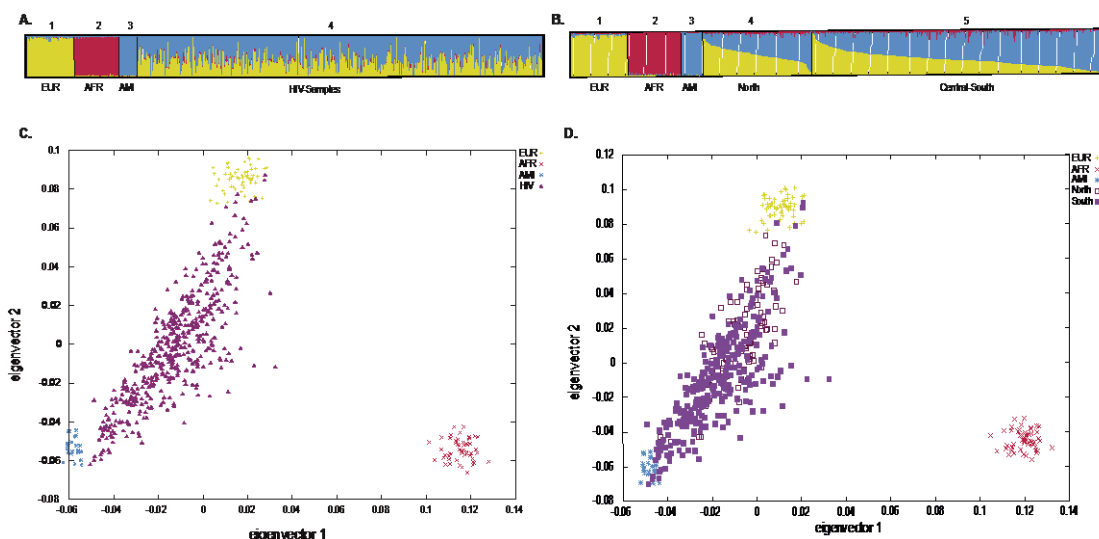 A.
1 2 3 4
EUR AFR AMI HIV-Samples
B.
1 2 3 4 5
EUR AFR AMI North Central-South
C.
EUR
AFR
AMI
HIV
0.1
0.08
0.06
0.04
0.02
0
-0.02
-0.04
-0.06
-0.08
eigenvector 2
-0.06 -0.04 -0.02 0 0.02 0.04 0.06 0.08 0.1 0.12 0.14
eigenvector 1
D.
EUR
AFR
AMI
North
South
0.12
0.1
0.08
0.06
0.04
0.02
0
-0.02
-0.04
-0.06
-0.08
eigenvector 2
-0.06 -0.04 -0.02 0 0.02 0.04 0.06 0.08 0.1 0.12 0.14
eigenvector 1